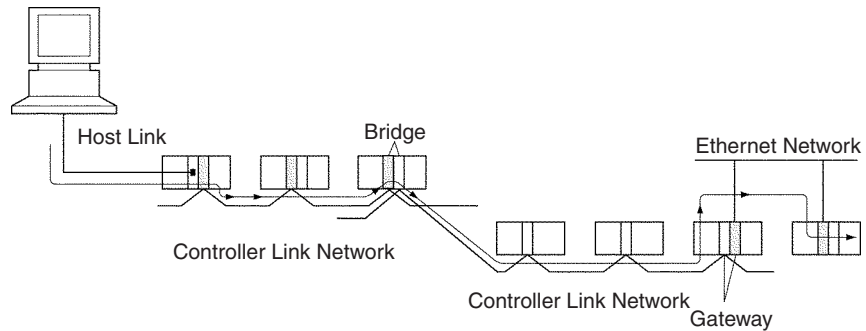 Host Link
Bridge
Ethernet Network
Controller Link Network
Controller Link Network
Gateway